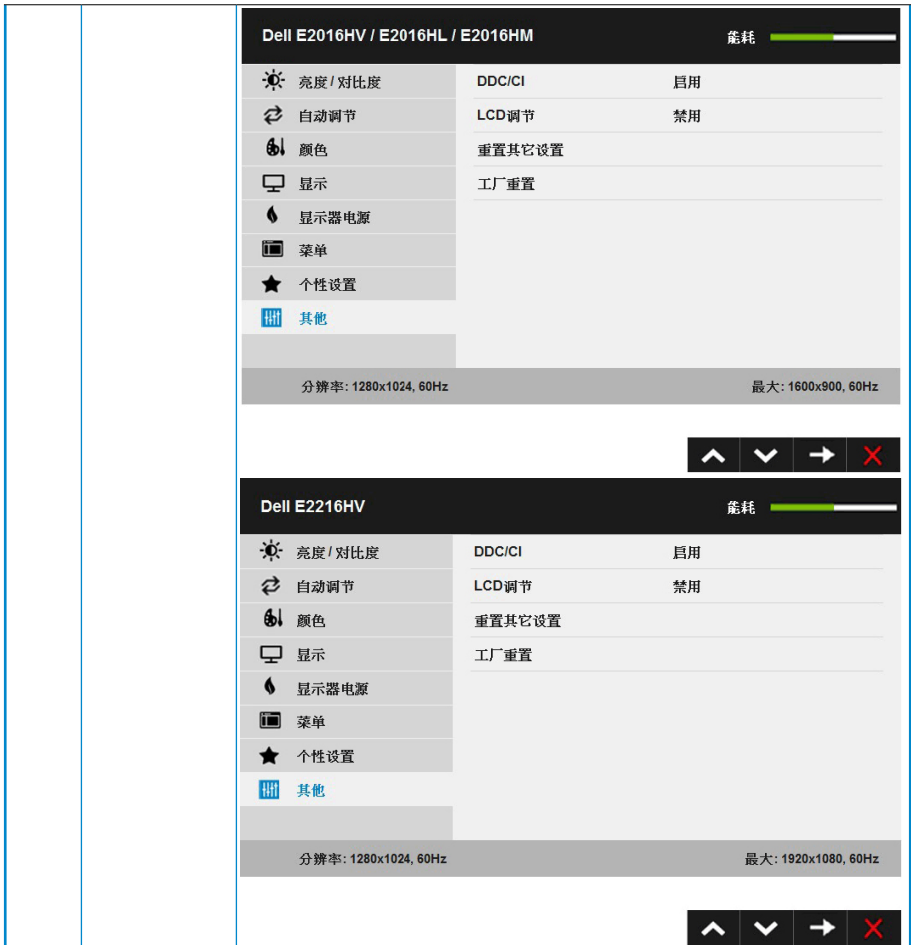 Dell E2016HV / E2016HL / E2016HM 能耗
亮度/对比度 DDC/CI 启用
自动调节 LCD调节 禁用
颜色 重置其它设置
显示 工厂重置
显示器电源
菜单
个性设置
其他
分辨率: 1280x1024, 60Hz 最大: 1600x900, 60Hz
Dell E2216HV 能耗
亮度/对比度 DDC/CI 启用
自动调节 LCD调节 禁用
颜色 重置其它设置
显示 工厂重置
显示器电源
菜单
个性设置
其他
分辨率: 1280x1024, 60Hz 最大: 1920x1080, 60Hz